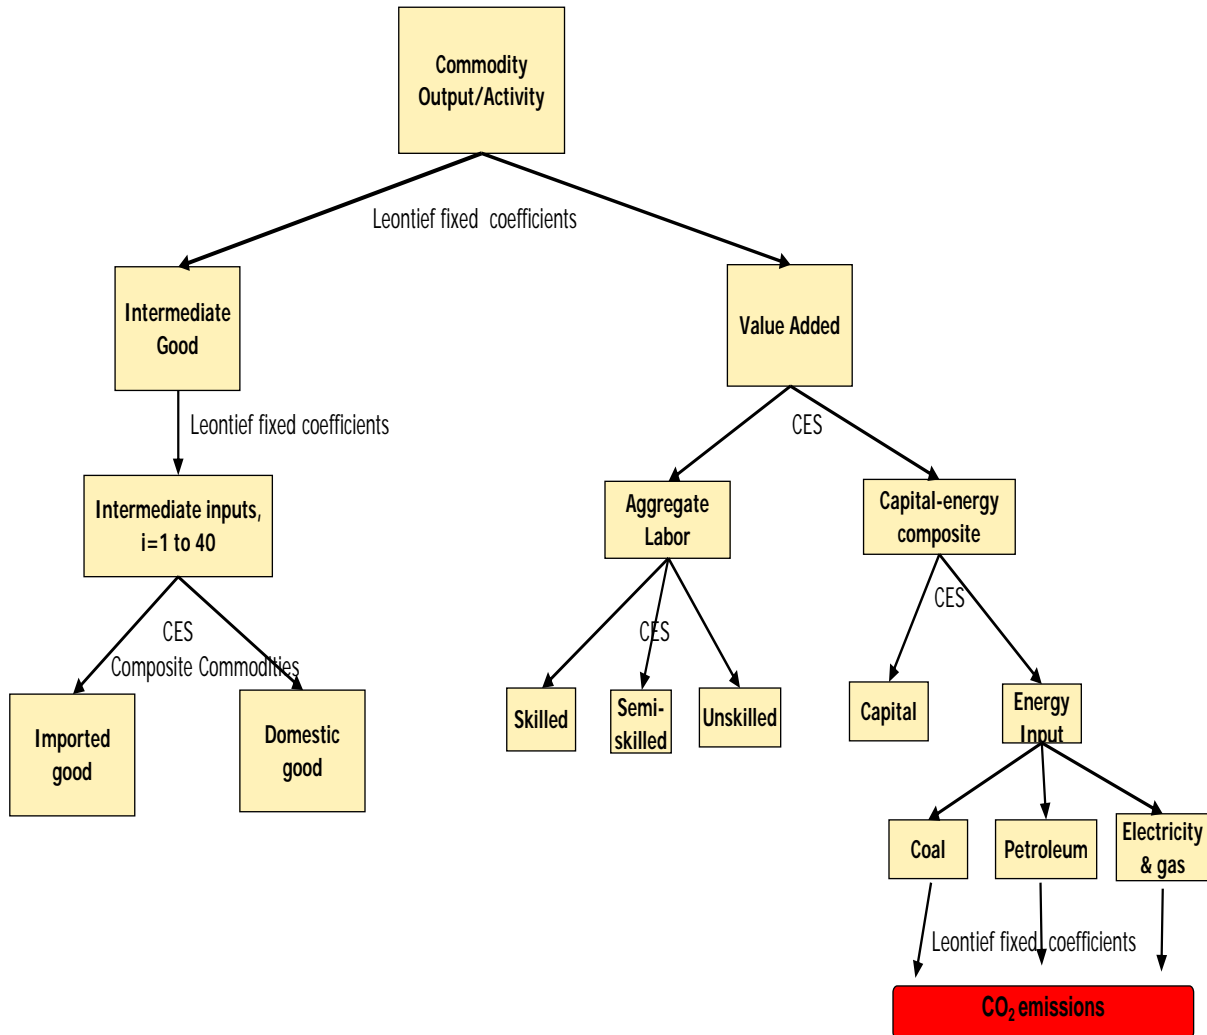 Commodity
Output/Activity
Leontief fixed coefficients
Intermediate
Good
Value Added
Leontief fixed coefficients
CES
Intermediate inputs,
i=1 to 40
Aggregate
Labor
Capital-energy
composite
CES
Composite Commodities
CES
CES
Imported
good
Domestic
good
Skilled
Semi-
skilled
Unskilled
Capital
Energy
Input
Coal
Petroleum
Electricity
& gas
Leontief fixed coefficients
CO₂ emissions